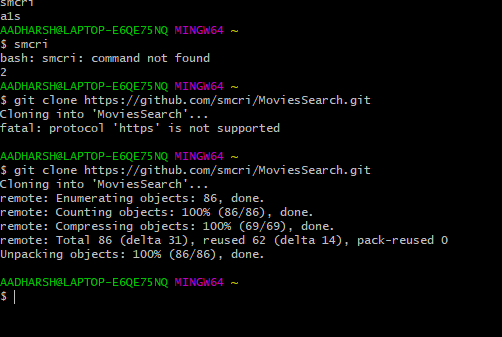 smcri
a1s
AADHARSH@LAPTOP-E6QE75NQ MINGW64 ~
$ smcri
bash: smcri: command not found
2
AADHARSH@LAPTOP-E6QE75NQ MINGW64 ~
$ git clone https://github.com/smcri/MoviesSearch.git
Cloning into 'MoviesSearch'...
fatal: protocol 'https' is not supported
AADHARSH@LAPTOP-E6QE75NQ MINGW64 ~
$ git clone https://github.com/smcri/MoviesSearch.git
Cloning into 'MoviesSearch'...
remote: Enumerating objects: 86, done.
remote: Counting objects: 100% (86/86), done.
remote: Compressing objects: 100% (69/69), done.
remote: Total 86 (delta 31), reused 62 (delta 14), pack-reused 0
Unpacking objects: 100% (86/86), done.
AADHARSH@LAPTOP-E6QE75NQ MINGW64 ~
$